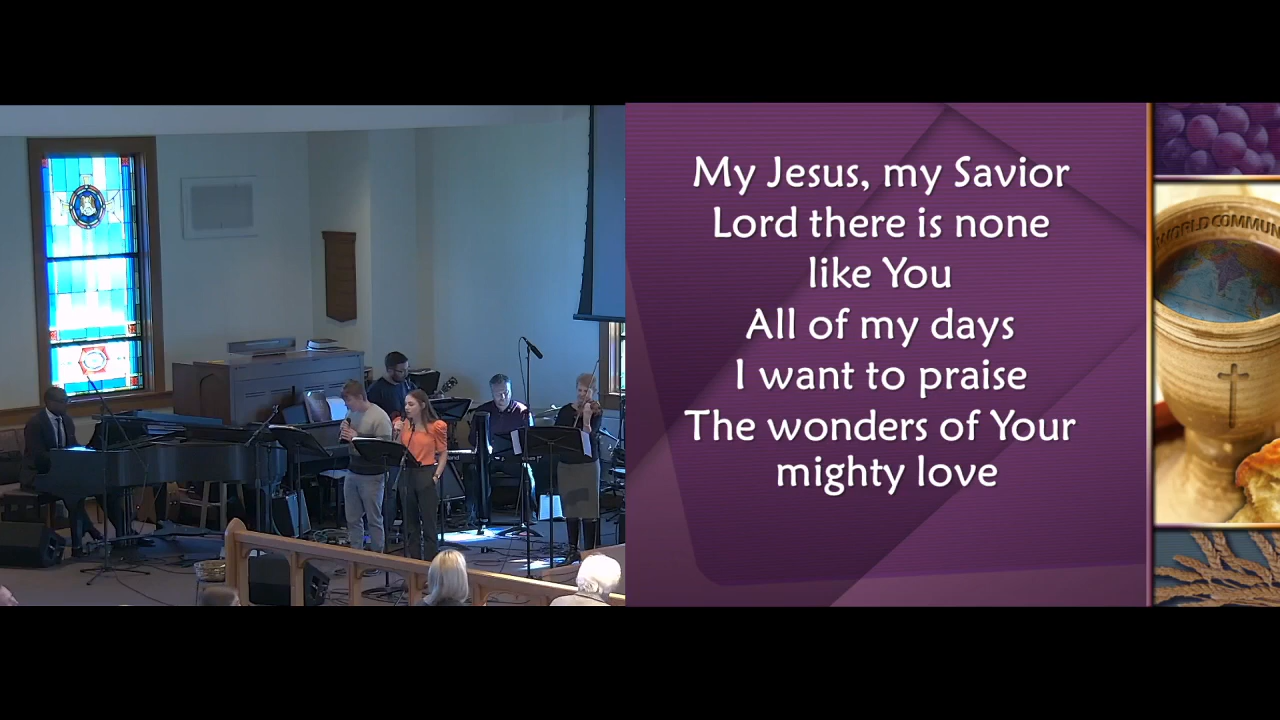 My Jesus, my Savior
Lord there is none
like You
All of my days
I want to praise
The wonders of Your
mighty love